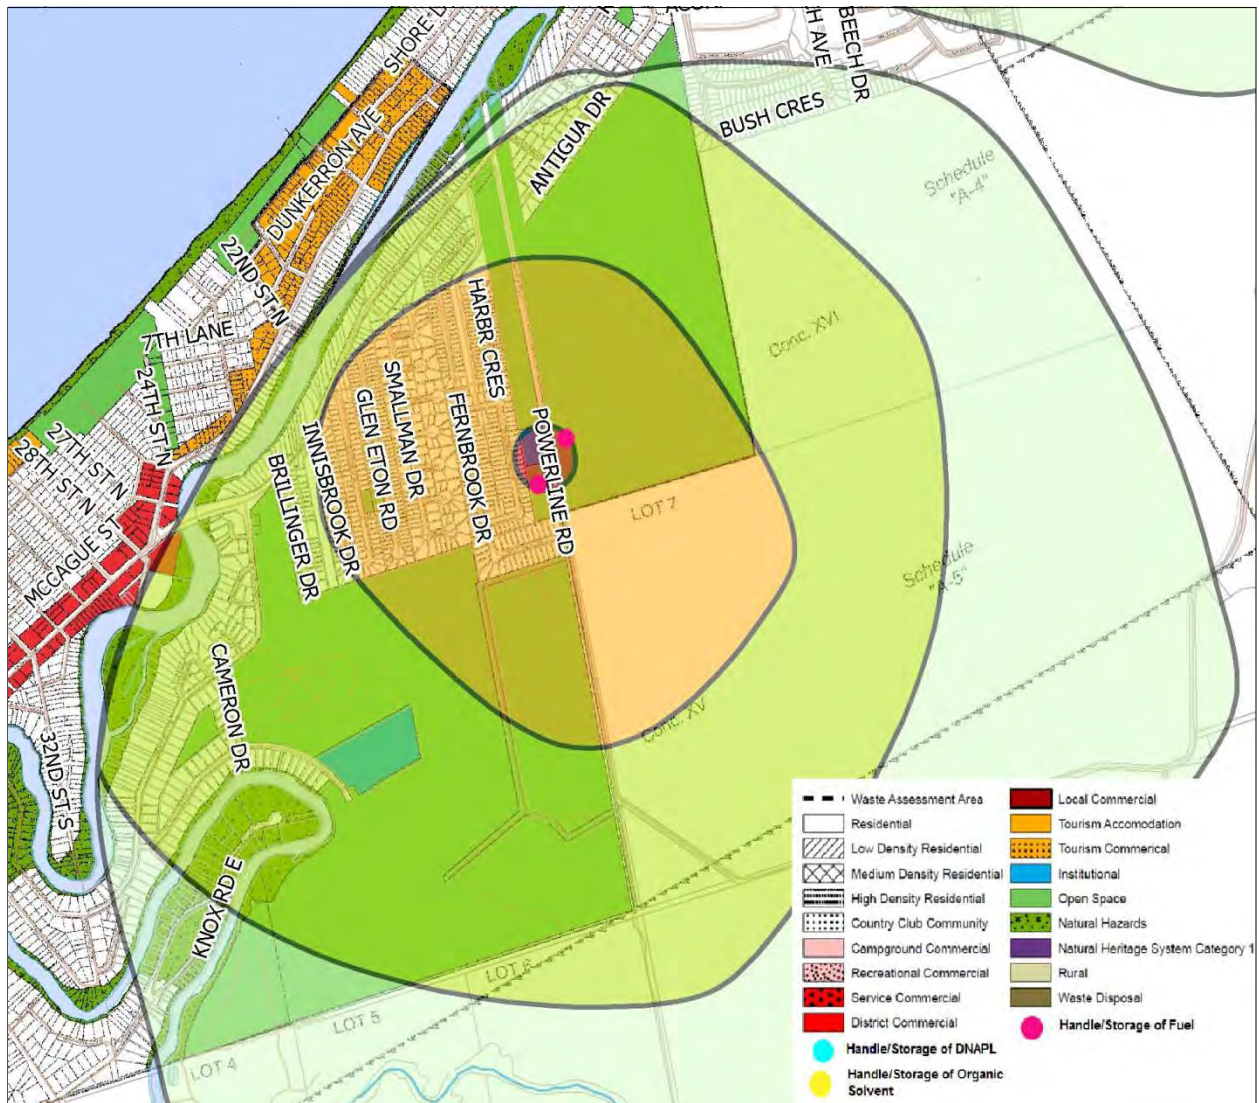 SHORE D
BEECH DR
H AVE
DUNKERRON AVE
BUSH CRES
ANTIGUA DR
Schedule
"A-4"
22ND ST N
7TH LANE
24TH ST N
HARBR CRES
Conc. XVI
SMALLMAN DR
GLEN ETON RD
FERNBROOK DR
POWERLINE RD
27TH ST N
28TH ST N
INNISBROOK DR
BRILLINGER DR
LOT 7
MCCAGUE ST
Schedule
"A-5"
CAMERON DR
Conc. XV
32ND ST S
KNOX RD E
LOT 6
LOT 5
LOT 4
Waste Assessment Area
Residential
Low Density Residential
Medium Density Residential
High Density Residential
Country Club Community
Campground Commercial
Recreational Commercial
Service Commercial
District Commercial
Handle/Storage of DNAPL
Handle/Storage of Organic
Solvent
Local Commercial
Tourism Accomodation
Tourism Commerical
Institutional
Open Space
Natural Hazards
Natural Heritage System Category 1
Rural
Waste Disposal
Handle/Storage of Fuel